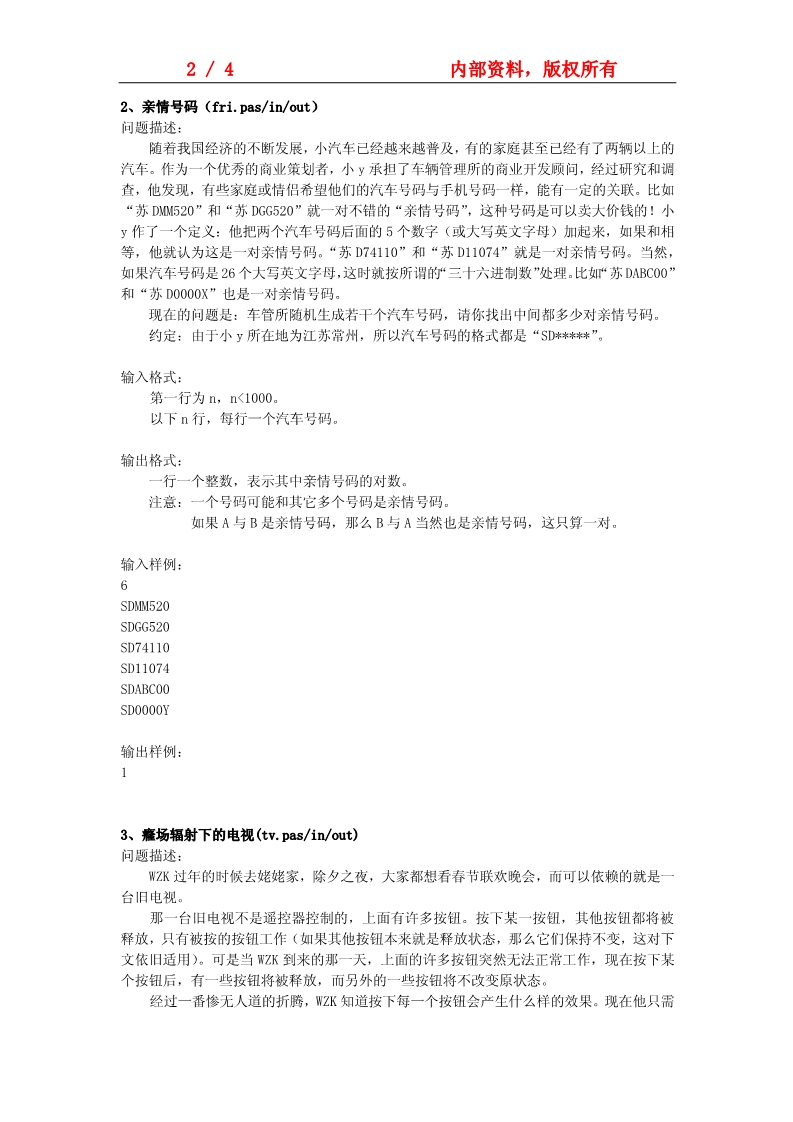 2 / 4 内部资料，版权所有
2、亲情号码（fri.pas/in/out）
问题描述：
随着我国经济的不断发展，小汽车已经越来越普及，有的家庭甚至已经有了两辆以上的
汽车。作为一个优秀的商业策划者，小 y 承担了车辆管理所的商业开发顾问，经过研究和调
查，他发现，有些家庭或情侣希望他们的汽车号码与手机号码一样，能有一定的关联。比如
“苏 DMM520”和“苏 DGG520”就一对不错的“亲情号码”，这种号码是可以卖大价钱的！小
y 作了一个定义：他把两个汽车号码后面的 5 个数字（或大写英文字母）加起来，如果和相
等，他就认为这是一对亲情号码。“苏 D74110”和“苏 D11074”就是一对亲情号码。当然，
如果汽车号码是 26 个大写英文字母，这时就按所谓的“三十六进制数”处理。比如“苏 DABC00”
和“苏 D0000X”也是一对亲情号码。
现在的问题是：车管所随机生成若干个汽车号码，请你找出中间都多少对亲情号码。
约定：由于小 y 所在地为江苏常州，所以汽车号码的格式都是“SD*****”。
输入格式：
第一行为 n，n<1000。
以下 n 行，每行一个汽车号码。
输出格式：
一行一个整数，表示其中亲情号码的对数。
注意：一个号码可能和其它多个号码是亲情号码。
如果 A 与 B 是亲情号码，那么 B 与 A 当然也是亲情号码，这只算一对。
输入样例：
6
SDMM520
SDGG520
SD74110
SD11074
SDABC00
SD0000Y
输出样例：
1
3、癮场辐射下的电视(tv.pas/in/out)
问题描述：
WZK 过年的时候去姥姥家，除夕之夜，大家都想看春节联欢晚会，而可以依赖的就是一
台旧电视。
那一台旧电视不是遥控器控制的，上面有许多按钮。按下某一按钮，其他按钮都将被
释放，只有被按的按钮工作（如果其他按钮本来就是释放状态，那么它们保持不变，这对下
文依旧适用）。可是当 WZK 到来的那一天，上面的许多按钮突然无法正常工作，现在按下某
个按钮后，有一些按钮将被释放，而另外的一些按钮将不改变原状态。
经过一番惨无人道的折腾，WZK 知道按下每一个按钮会产生什么样的效果。现在他只需